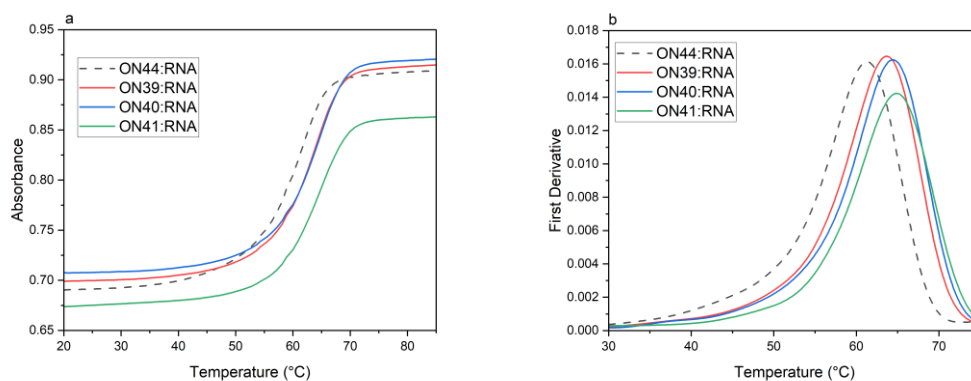 a
0.95
0.90
0.85
0.80
0.75
0.70
0.65
Absorbance
ON44:RNA
ON39:RNA
ON40:RNA
ON41:RNA
20
30
40
50
60
70
80
Temperature (°C)
b
0.018
0.016
0.014
0.012
0.010
0.008
0.006
0.004
0.002
0.000
First Derivative
ON44:RNA
ON39:RNA
ON40:RNA
ON41:RNA
30
40
50
60
70
Temperature (°C)